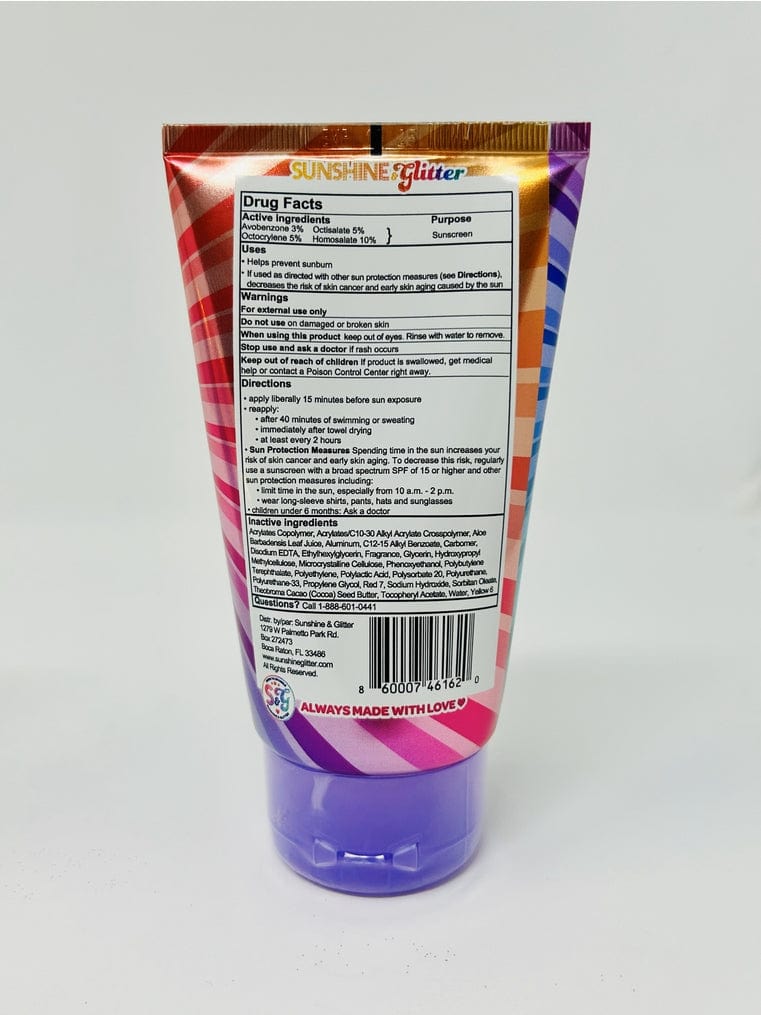 SUNSHINE & Glitter
Drug Facts
Active ingredients Purpose
Avobenzone 3% Octisalate 5%
Octocrylene 5% Homosalate 10% } Sunscreen
Uses
• Helps prevent sunburn
• If used as directed with other sun protection measures (see Directions),
decreases the risk of skin cancer and early skin aging caused by the sun
Warnings
For external use only
Do not use on damaged or broken skin
When using this product keep out of eyes. Rinse with water to remove.
Stop use and ask a doctor if rash occurs
Keep out of reach of children If product is swallowed, get medical
help or contact a Poison Control Center right away.
Directions
• apply liberally 15 minutes before sun exposure
• reapply:
• after 40 minutes of swimming or sweating
• immediately after towel drying
• at least every 2 hours
• Sun Protection Measures Spending time in the sun increases your
risk of skin cancer and early skin aging. To decrease this risk, regularly
use a sunscreen with a broad spectrum SPF of 15 or higher and other
sun protection measures including:
• limit time in the sun, especially from 10 a.m. - 2 p.m.
• wear long-sleeve shirts, pants, hats and sunglasses
• children under 6 months: Ask a doctor
Inactive ingredients
Acrylates Copolymer, Acrylates/C10-30 Alkyl Acrylate Crosspolymer, Aloe
Barbadensis Leaf Juice, Aluminum, C12-15 Alkyl Benzoate, Carbomer,
Disodium EDTA, Ethylhexylglycerin, Fragrance, Glycerin, Hydroxypropyl
Methylcellulose, Microcrystalline Cellulose, Phenoxyethanol, Polybutylene
Terephthalate, Polyethylene, Polylactic Acid, Polysorbate 20, Polyurethane,
Polyurethane-33, Propylene Glycol, Red 7, Sodium Hydroxide, Sorbitan Oleate,
Theobroma Cacao (Cocoa) Seed Butter, Tocopheryl Acetate, Water, Yellow 6
Questions? Call 1-888-601-0441
Distr. by/par: Sunshine & Glitter
1279 W Palmetto Park Rd.
Box 272473
Boca Raton, FL 33486
www.sunshineglitter.com
All Rights Reserved.
8 60007 46162 0
S&G
ALWAYS MADE WITH LOVE